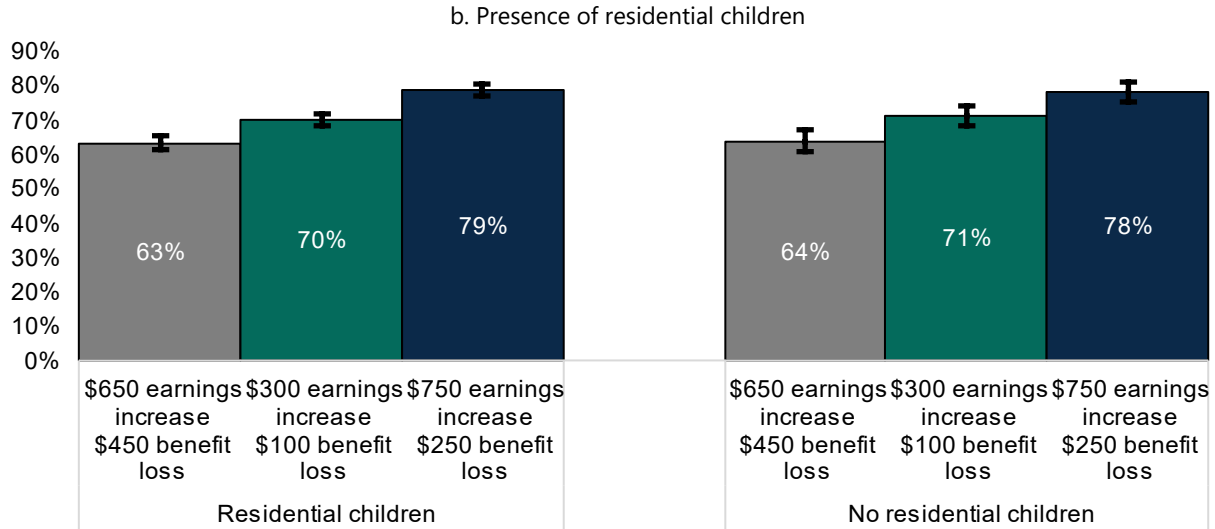 b. Presence of residential children
90%
80%
70%
60%
50%
40%
30%
20%
10%
0%
63%
70%
79%
64%
71%
78%
$650 earnings increase $450 benefit loss
$300 earnings increase $100 benefit loss
$750 earnings increase $250 benefit loss
$650 earnings increase $450 benefit loss
$300 earnings increase $100 benefit loss
$750 earnings increase $250 benefit loss
Residential children
No residential children